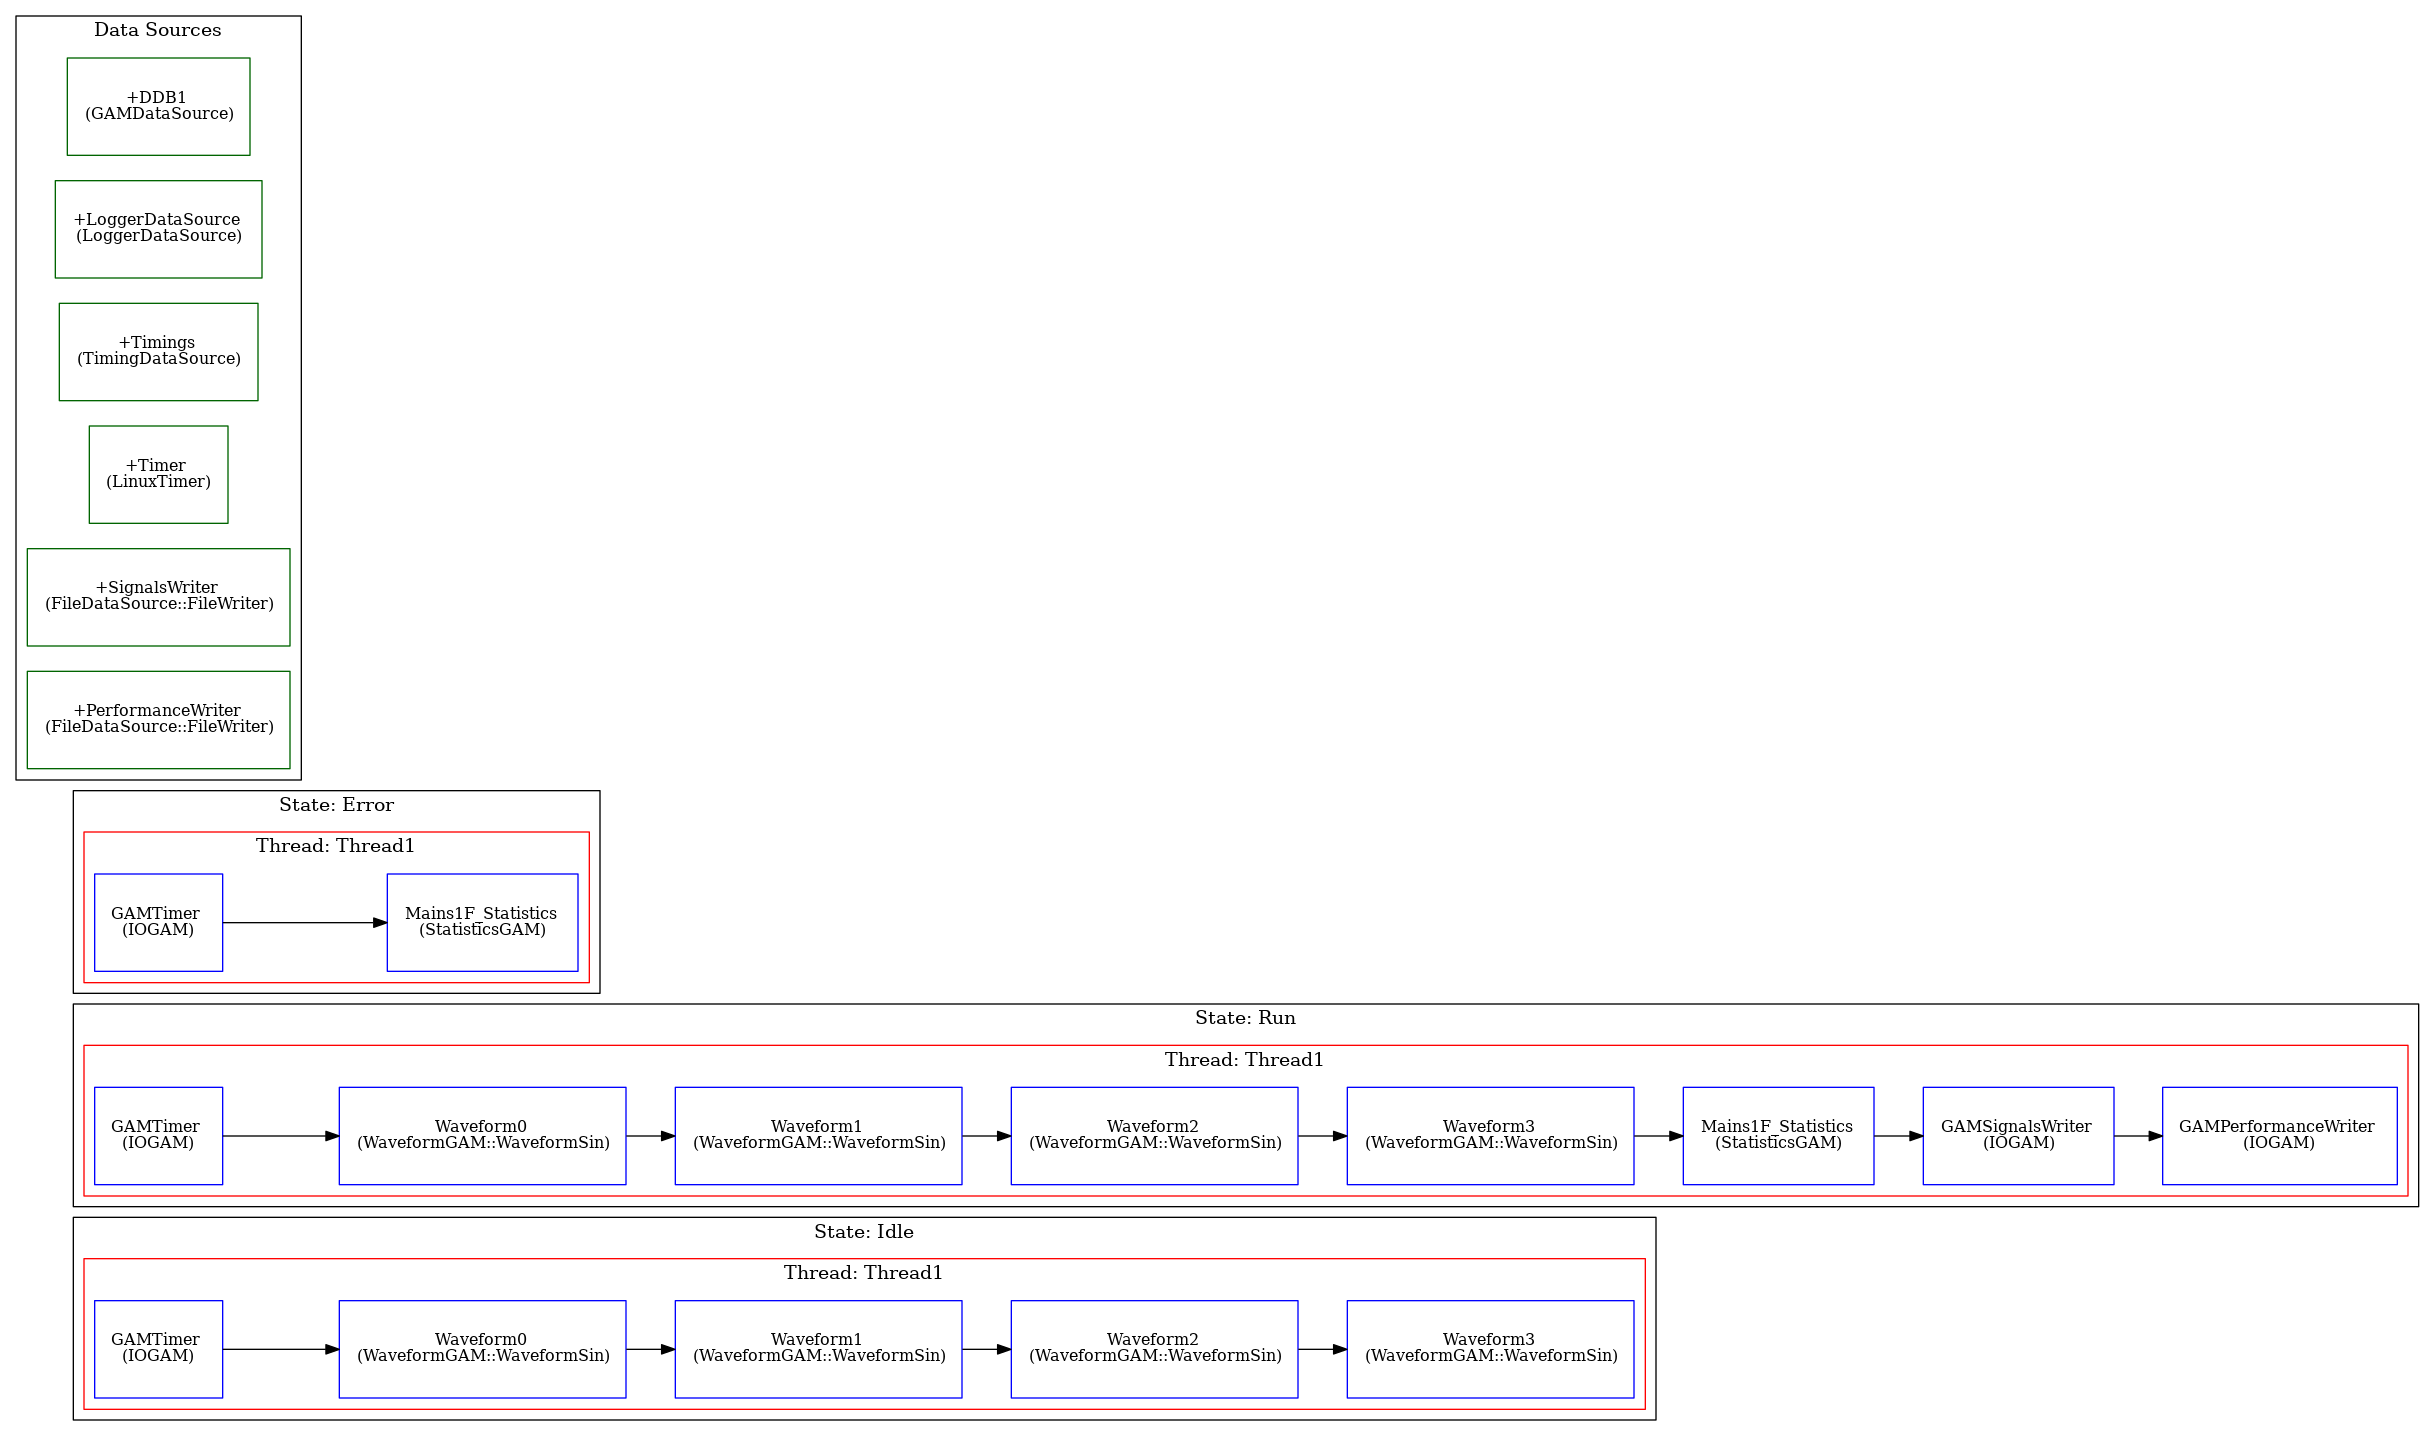 Data Sources
+DDB1
(GAMDataSource)
+LoggerDataSource
(LoggerDataSource)
+Timings
(TimingDataSource)
+Timer
(LinuxTimer)
+SignalsWriter
(FileDataSource::FileWriter)
+PerformanceWriter
(FileDataSource::FileWriter)
State: Error
Thread: Thread1
GAMTimer
(IOGAM)
Mains1F_Statistics
(StatisticsGAM)
State: Run
Thread: Thread1
GAMTimer
(IOGAM)
Waveform0
(WaveformGAM::WaveformSin)
Waveform1
(WaveformGAM::WaveformSin)
Waveform2
(WaveformGAM::WaveformSin)
Waveform3
(WaveformGAM::WaveformSin)
Mains1F_Statistics
(StatisticsGAM)
GAMSignalsWriter
(IOGAM)
GAMPerformanceWriter
(IOGAM)
State: Idle
Thread: Thread1
GAMTimer
(IOGAM)
Waveform0
(WaveformGAM::WaveformSin)
Waveform1
(WaveformGAM::WaveformSin)
Waveform2
(WaveformGAM::WaveformSin)
Waveform3
(WaveformGAM::WaveformSin)